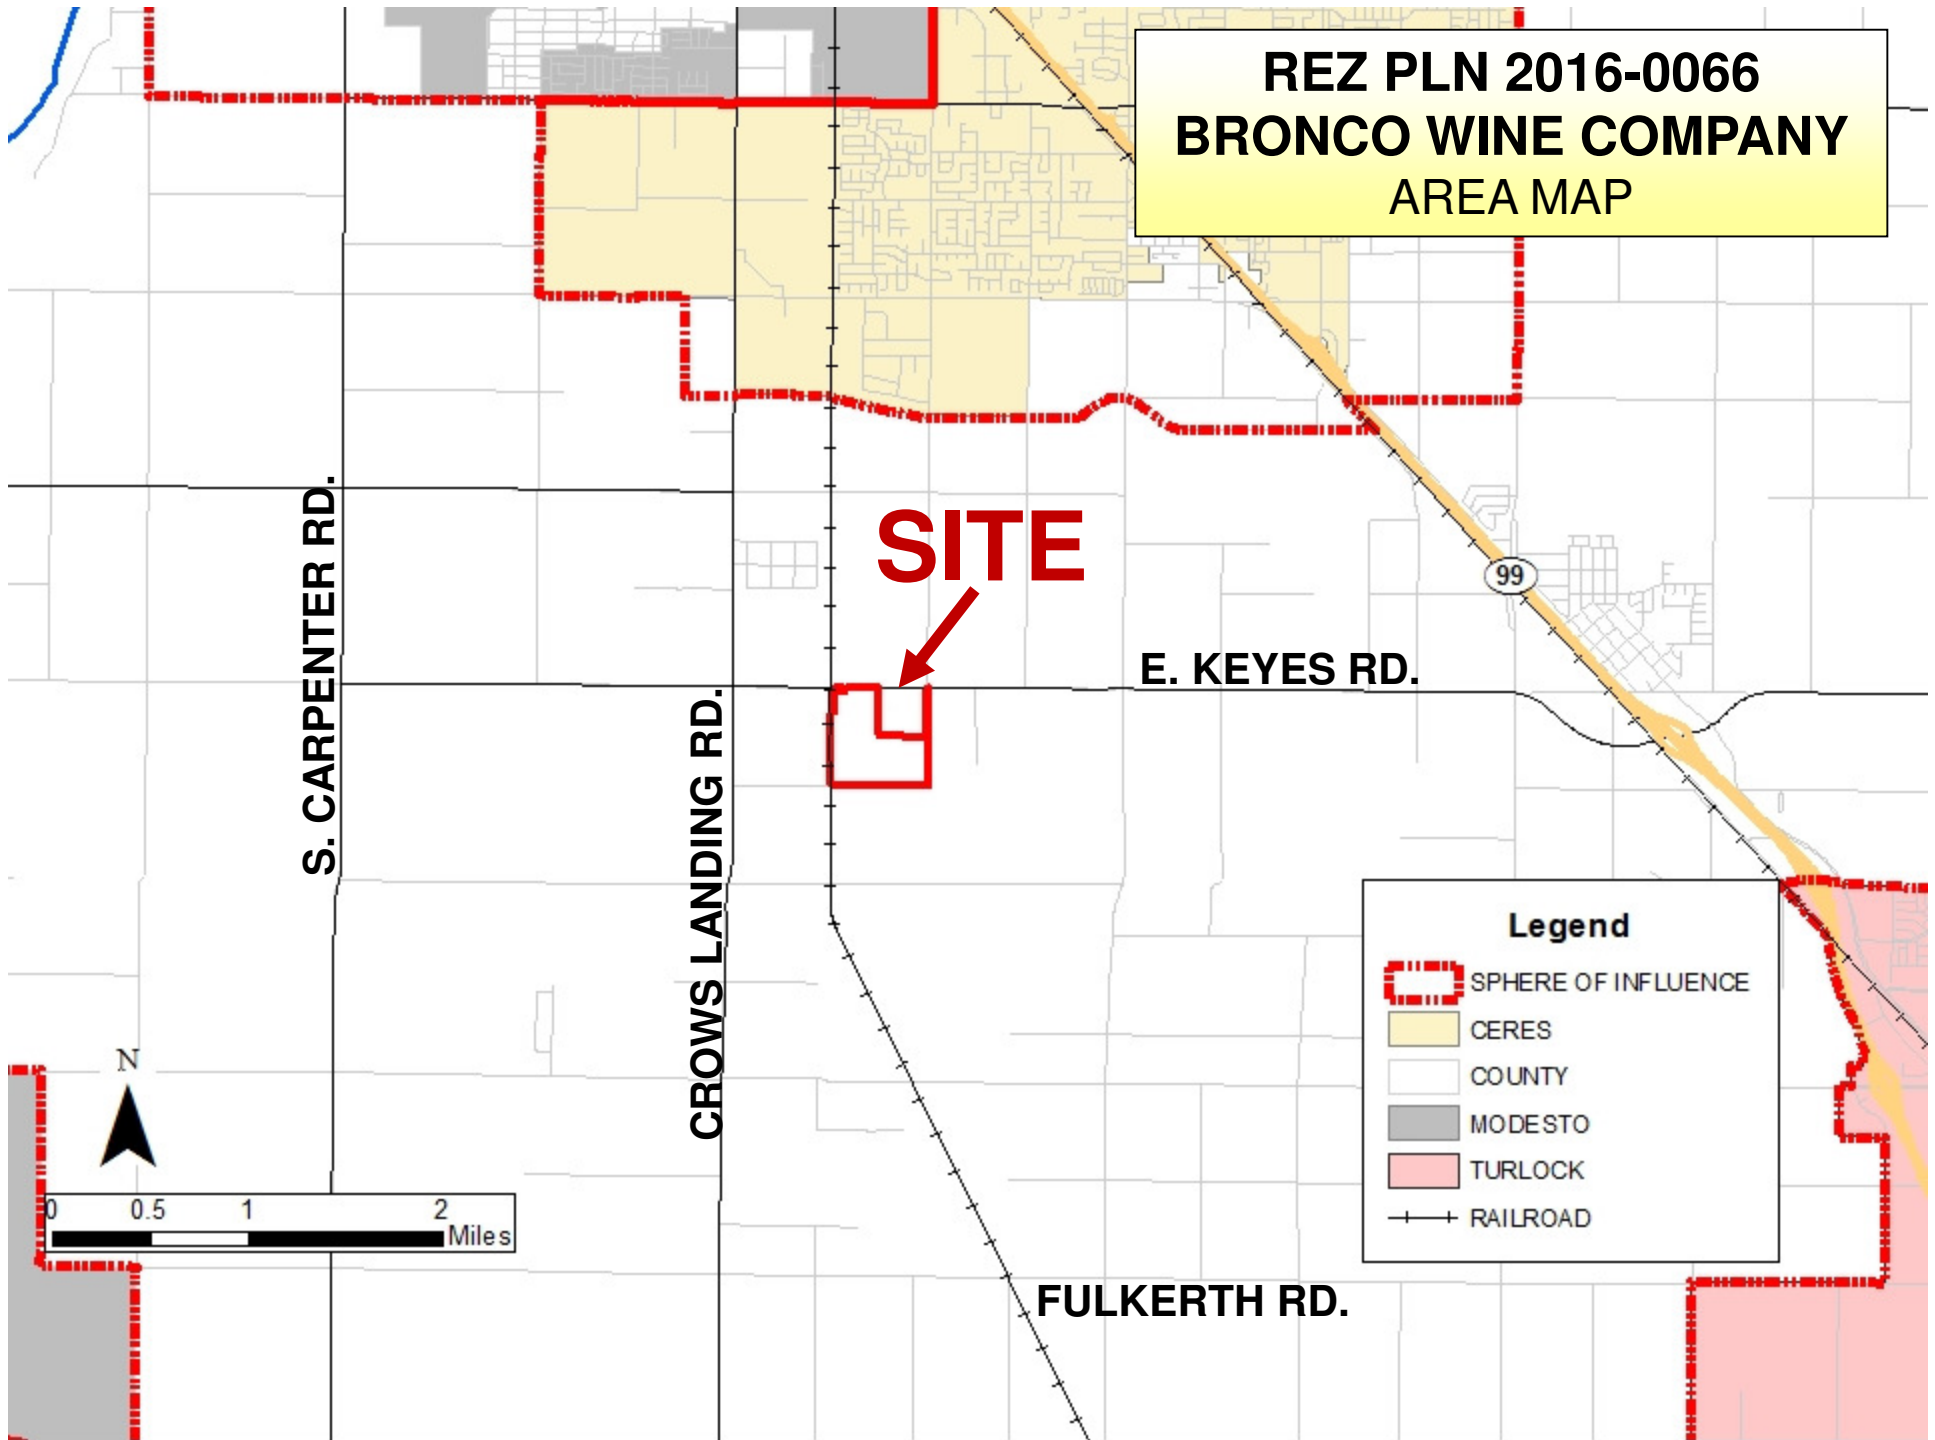 REZ PLN 2016-0066
BRONCO WINE COMPANY
AREA MAP
S. CARPENTER RD.
SITE
99
E. KEYES RD.
CROWS LANDING RD.
Legend
SPHERE OF INFLUENCE
CERES
COUNTY
MODESTO
TURLOCK
RAILROAD
N
0 0.5 1 2
Miles
FULKERTH RD.